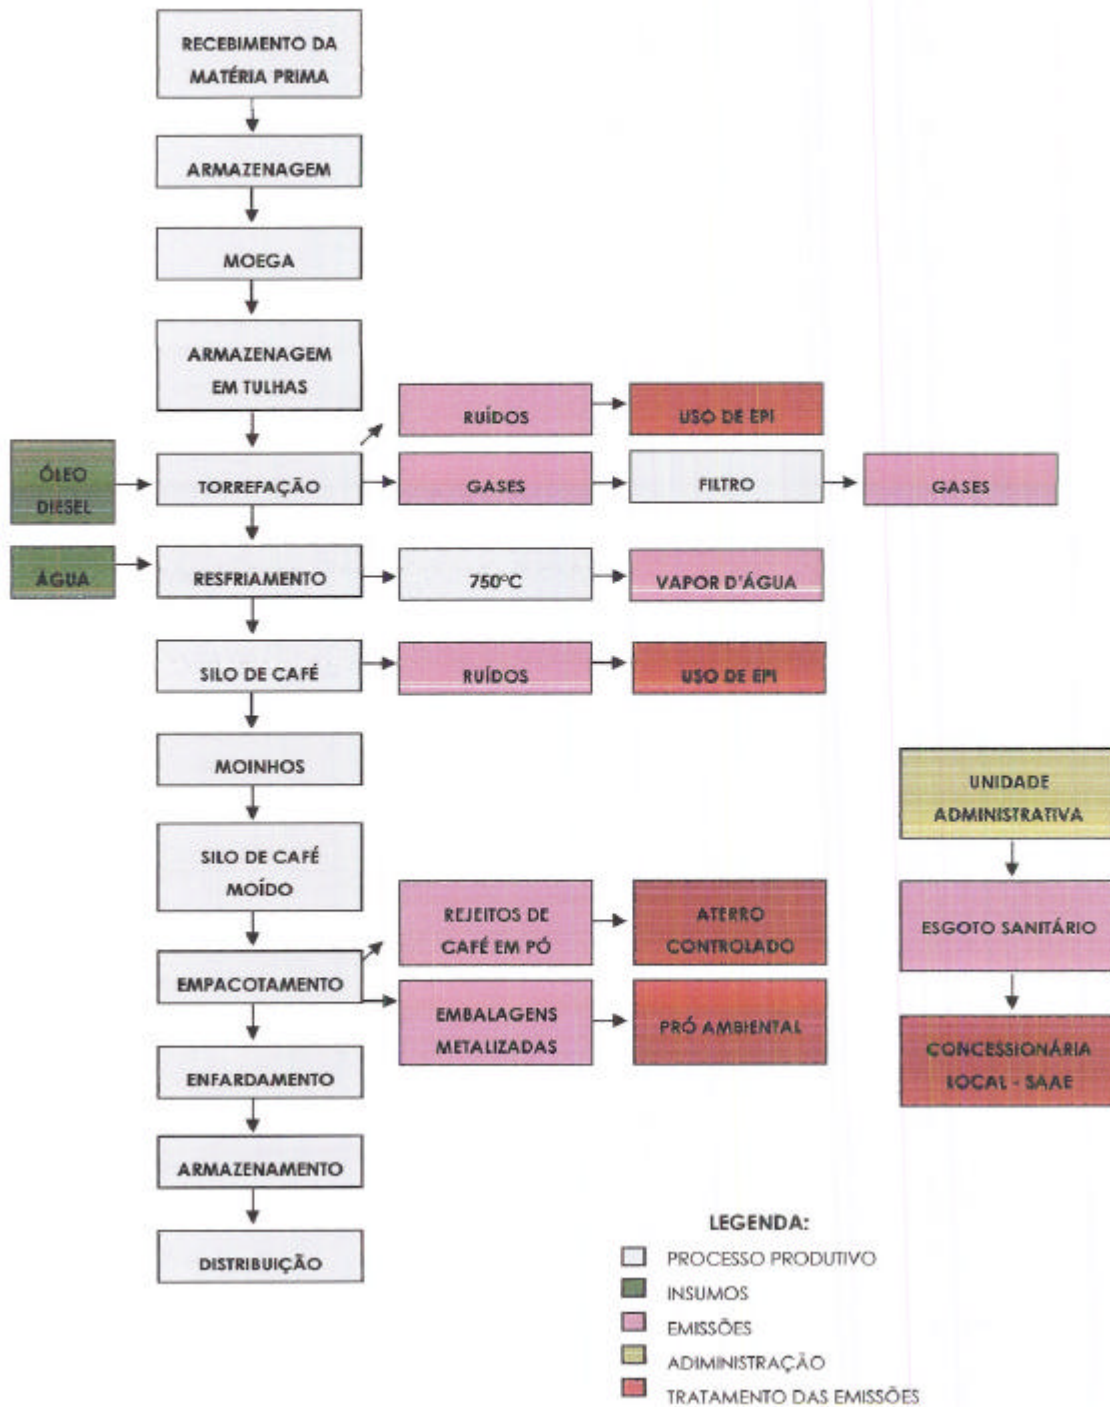 RECEBIMENTO DA
MATÉRIA PRIMA
ARMAZENAGEM
MOEGA
ARMAZENAGEM
EM TULHAS
RUÍDOS
USO DE EPI
ÓLEO
DIESEL
TORREFAÇÃO
GASES
FILTRO
GASES
ÁGUA
RESFRIAMENTO
750°C
VAPOR D'ÁGUA
SILO DE CAFÉ
RUÍDOS
USO DE EPI
MOINHOS
UNIDADE
ADMINISTRATIVA
SILO DE CAFÉ
MOÍDO
REJEITOS DE
CAFÉ EM PÓ
ATERRO
CONTROLADO
ESGOTO SANITÁRIO
EMPACOTAMENTO
EMBALAGENS
METALIZADAS
PRÓ AMBIENTAL
CONCESSIONÁRIA
LOCAL - SAAE
ENFARDAMENTO
ARMAZENAMENTO
DISTRIBUIÇÃO
LEGENDA:
PROCESSO PRODUTIVO
INSUMOS
EMISSÕES
ADIMINISTRAÇÃO
TRATAMENTO DAS EMISSÕES